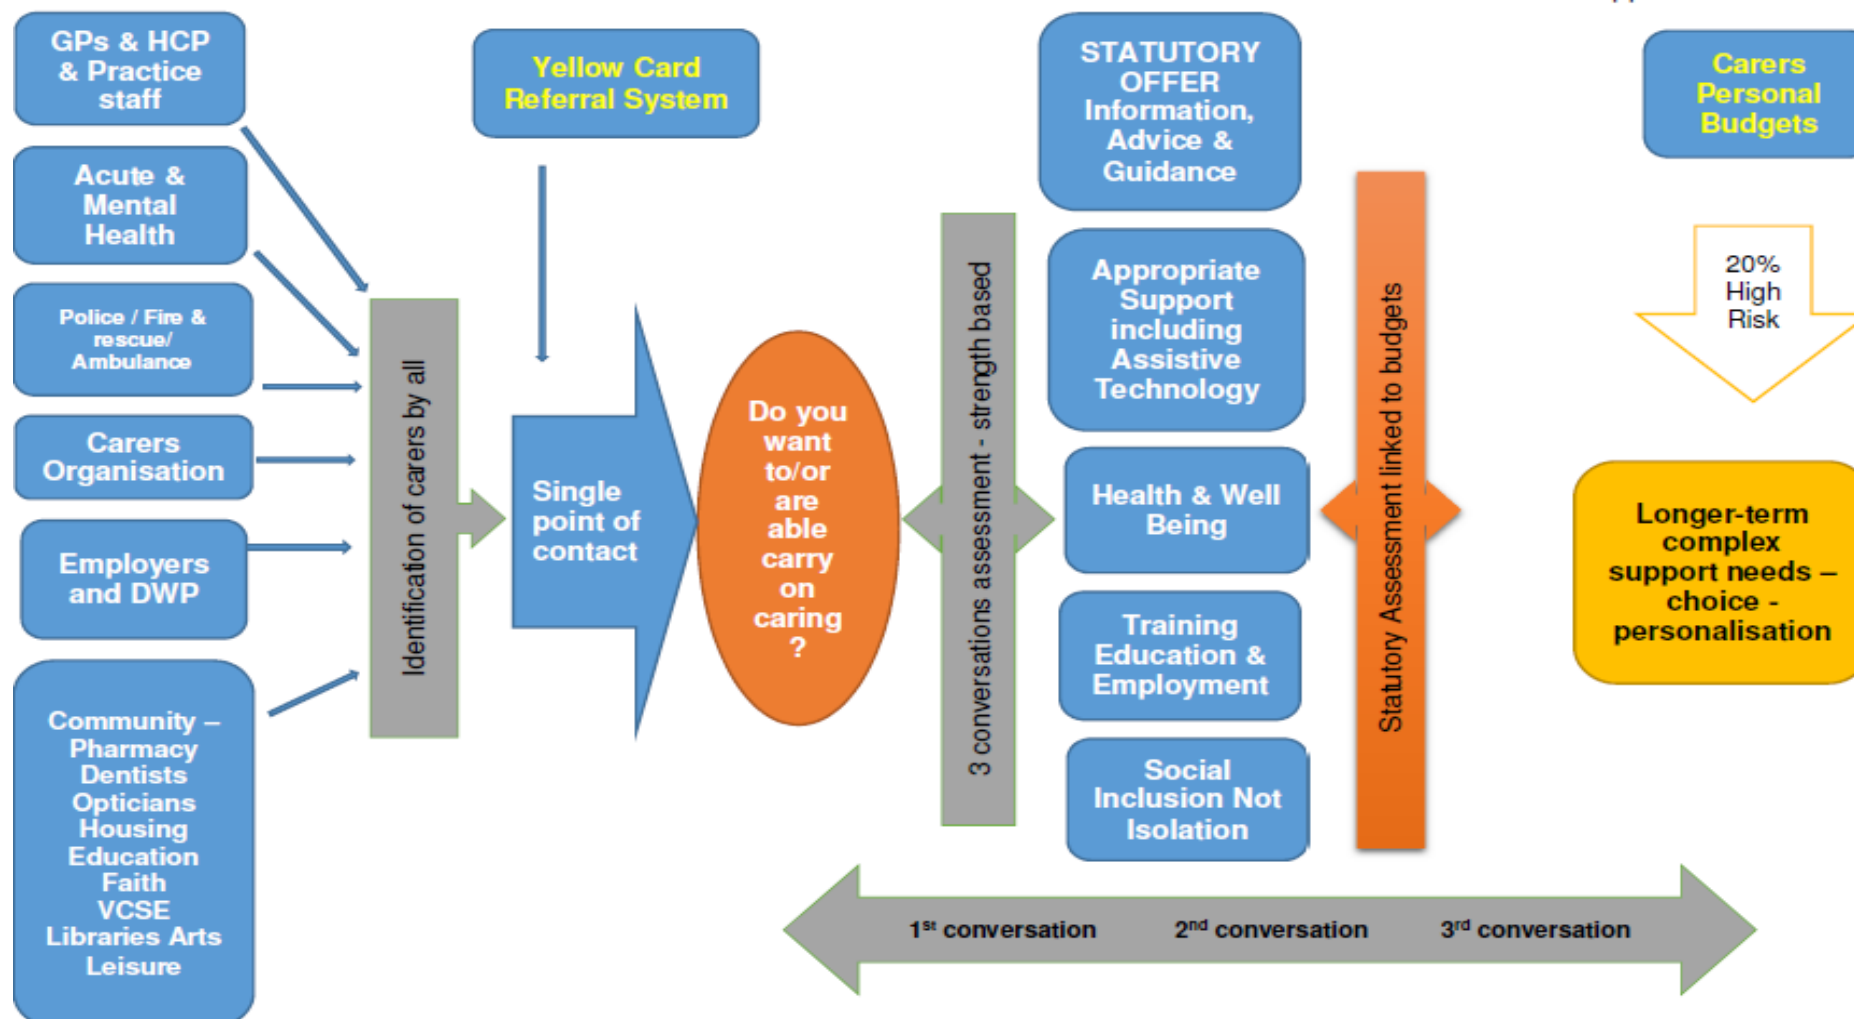 GPs & HCP
& Practice
staff
Acute &
Mental
Health
Police / Fire &
rescue/
Ambulance
Carers
Organisation
Employers
and DWP
Community –
Pharmacy
Dentists
Opticians
Housing
Education
Faith
VCSE
Libraries Arts
Leisure
Identification of carers by all
Yellow Card
Referral System
Single
point of
contact
Do you
want
to/or
are
able
carry
on
caring
?
3 conversations assessment - strength based
STATUTORY
OFFER
Information,
Advice &
Guidance
Appropriate
Support
including
Assistive
Technology
Health & Well
Being
Training
Education &
Employment
Social
Inclusion Not
Isolation
Statutory Assessment linked to budgets
Carers
Personal
Budgets
20%
High
Risk
Longer-term
complex
support needs –
choice -
personalisation
1st conversation 2nd conversation 3rd conversation